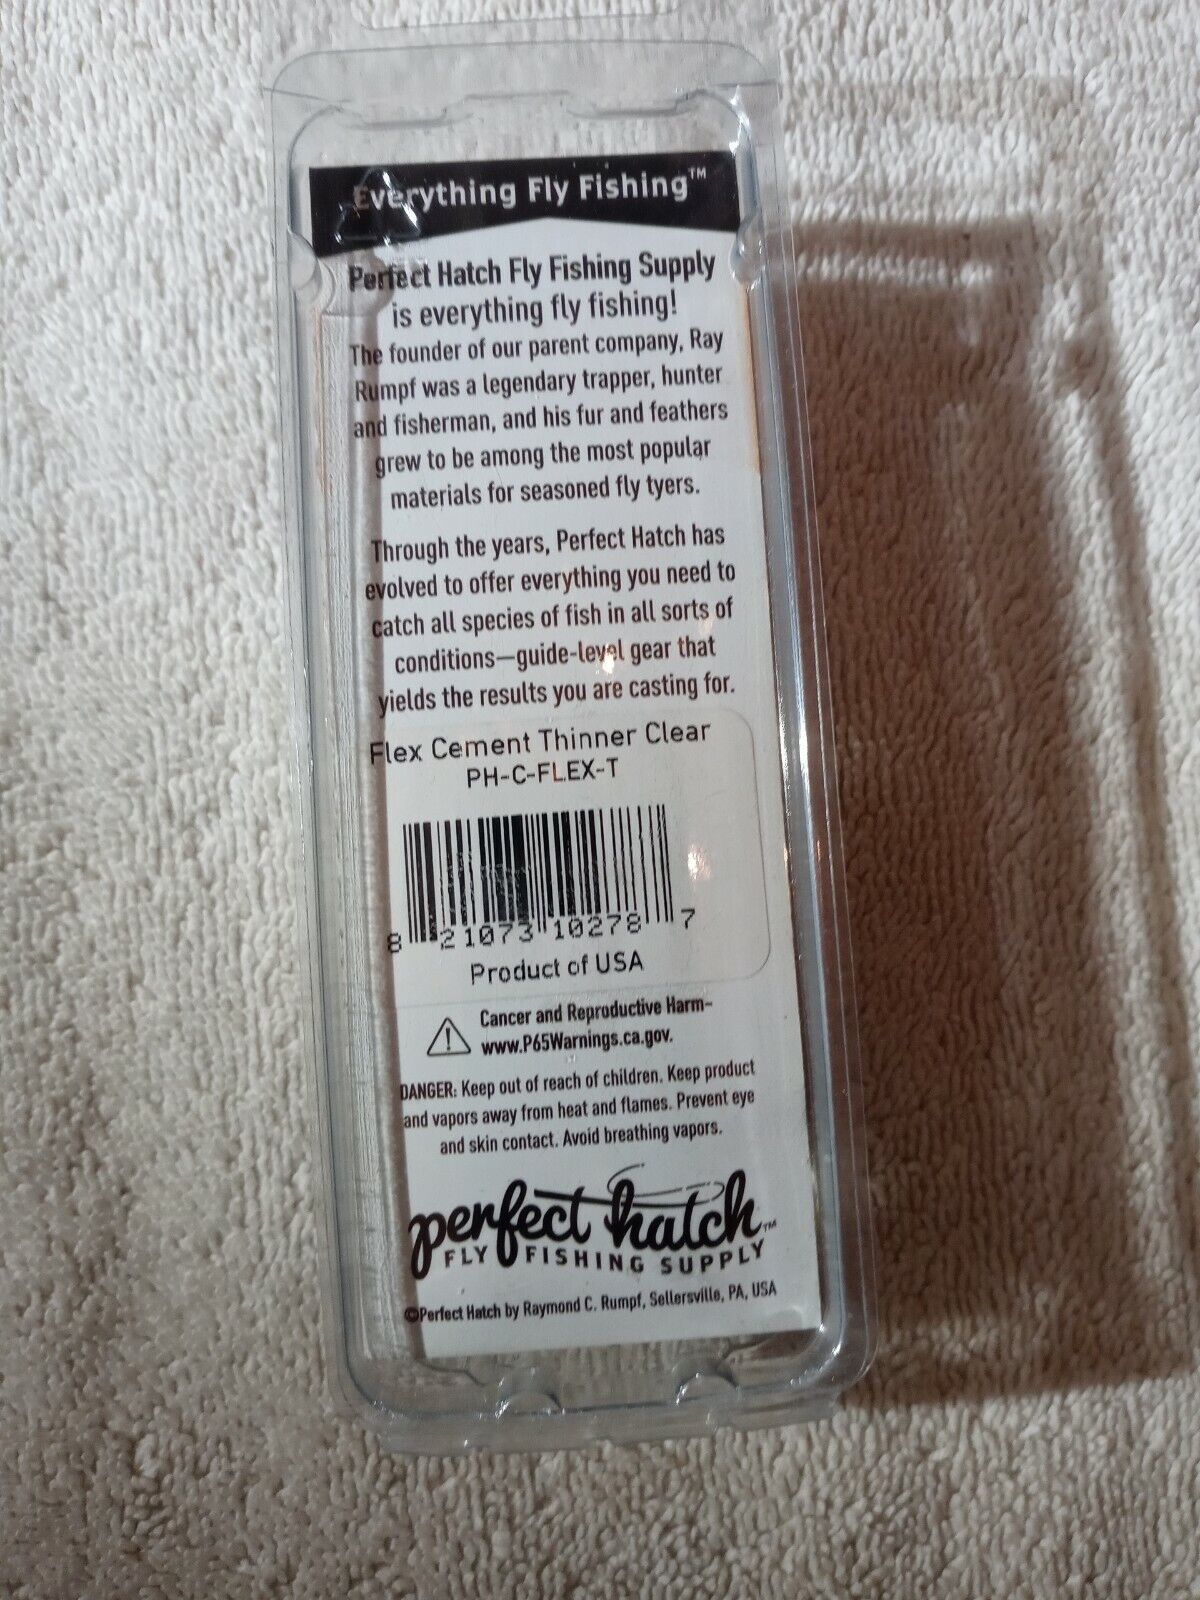 Everything Fly Fishing™
Perfect Hatch Fly Fishing Supply
is everything fly fishing!
The founder of our parent company, Ray
Rumpf was a legendary trapper, hunter
and fisherman, and his fur and feathers
grew to be among the most popular
materials for seasoned fly tyers.
Through the years, Perfect Hatch has
evolved to offer everything you need to
catch all species of fish in all sorts of
conditions—guide-level gear that
yields the results you are casting for.
Flex Cement Thinner Clear
PH-C-FLEX-T
8 21073 10278 7
Product of USA
Cancer and Reproductive Harm-
www.P65Warnings.ca.gov.
DANGER: Keep out of reach of children. Keep product
and vapors away from heat and flames. Prevent eye
and skin contact. Avoid breathing vapors.
perfect hatch™
FLY FISHING SUPPLY
©Perfect Hatch by Raymond C. Rumpf, Sellersville, PA, USA